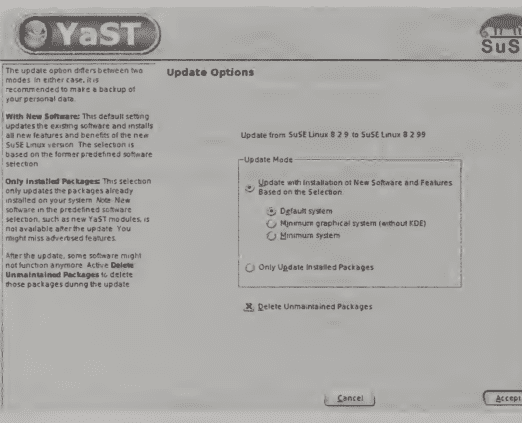 YaST
SuS
The update option differs between two
modes. In either case, it is
recommended to make a backup of
your personal data.
With New Software: This default setting
updates the existing software and installs
all new features and benefits of the new
SuSE Linux version. The selection is
based on the former predefined software
selection.
Only Installed Packages: This selection
only updates the packages already
installed on your system. Note: New
software in the predefined software
selection, such as new YAST modules, is
not available after the update. You
might miss advertised features.
After the update, some software might
not function anymore. Active Delete
Unmaintained Packages to delete
those packages during the update.
Update Options
Update from SuSE Linux 8 2 9 to SuSE Linux 8 2 99
Update Mode
Update with Installation of New Software and Features
Based on the Selection:
Default system
Minimum graphical system (without KDE)
Minimum system
Only Update Installed Packages
Delete Unmaintained Packages
Cancel
Accept